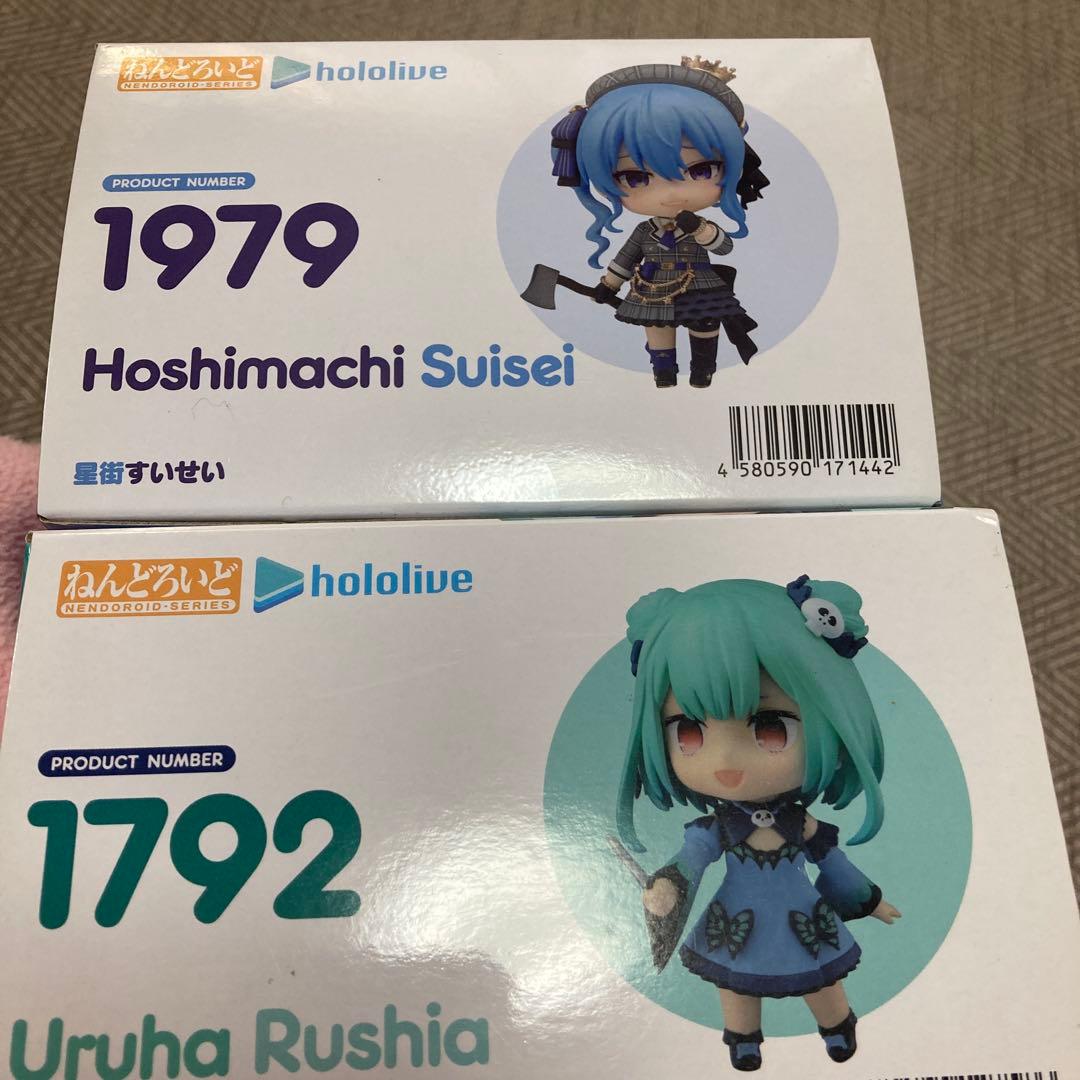 ねんどろいど
NENDOROID-SERIES
hololive
PRODUCT NUMBER
1979
Hoshimachi Suisei
星街すいせい
4 580590 171442
ねんどろいど
NENDOROID-SERIES
hololive
PRODUCT NUMBER
1792
Uruha Rushia